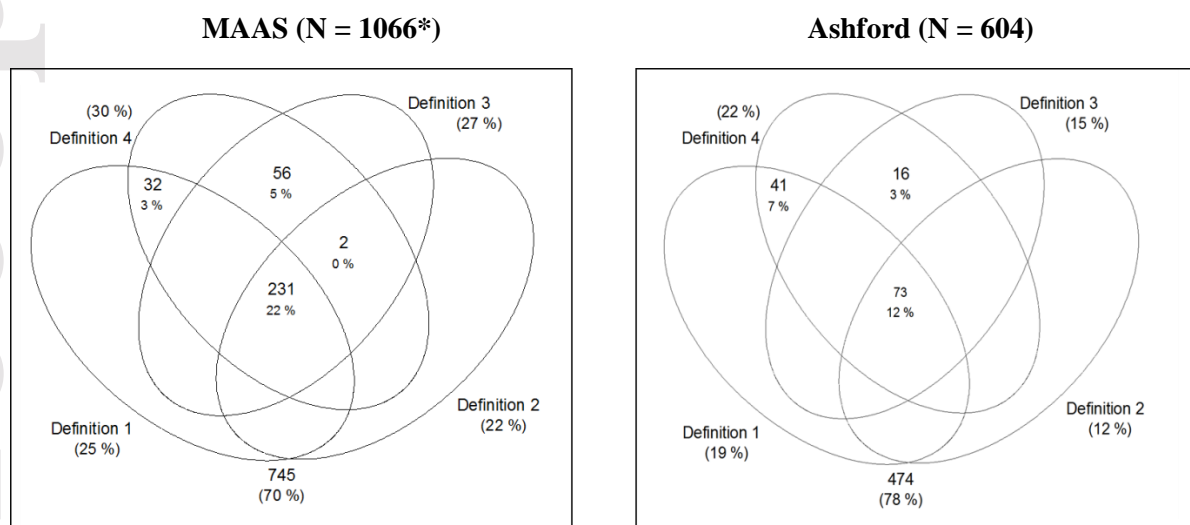 MAAS (N = 1066*)
(30 %)
Definition 4
Definition 3
(27 %)
32
3 %
56
5 %
2
0 %
231
22 %
Definition 1
(25 %)
Definition 2
(22 %)
745
(70 %)
Ashford (N = 604)
(22 %)
Definition 4
Definition 3
(15 %)
41
7 %
16
3 %
73
12 %
Definition 1
(19 %)
Definition 2
(12 %)
474
(78 %)